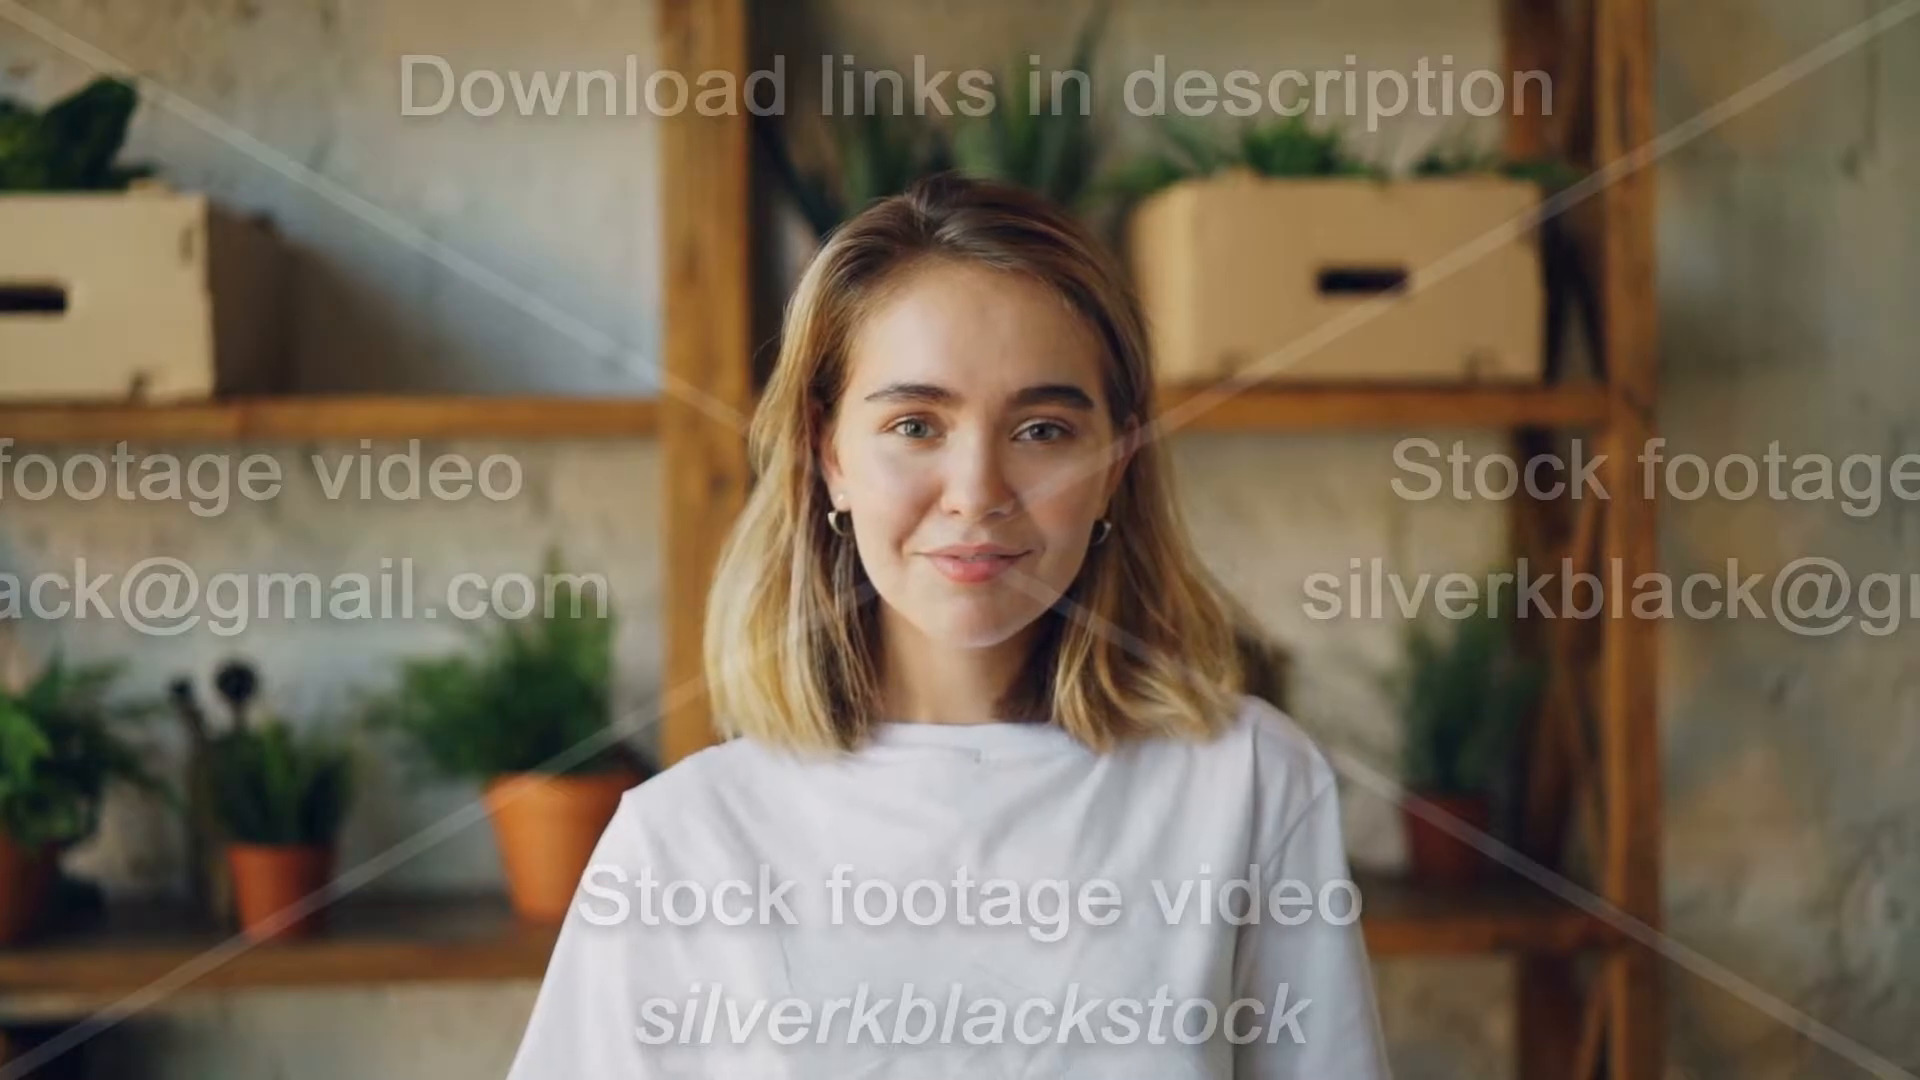 Download links in description
footage video
Stock footage
ack@gmail.com
silverkblack@g
Stock footage video
silverkblackstock